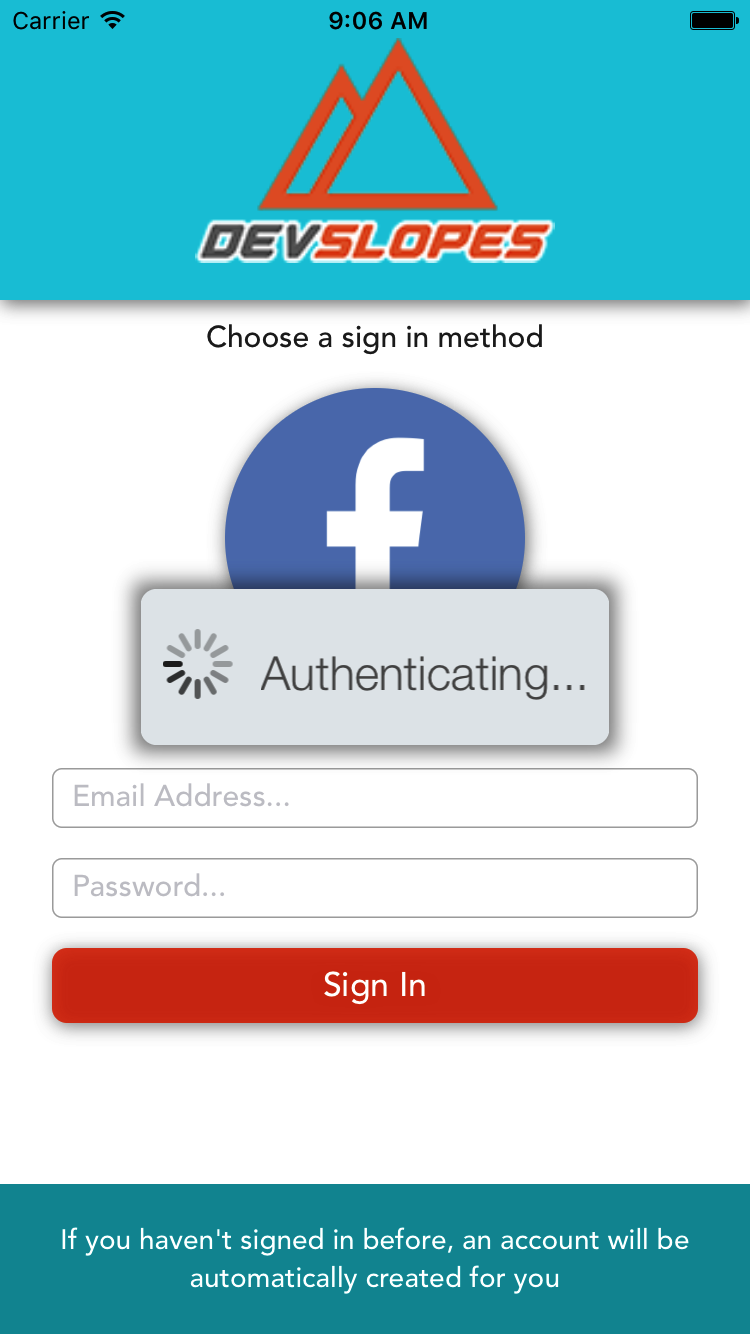 Carrier 9:06 AM
DEVSLOPES
Choose a sign in method
f
Authenticating...
Email Address...
Password...
Sign In
If you haven't signed in before, an account will be
automatically created for you